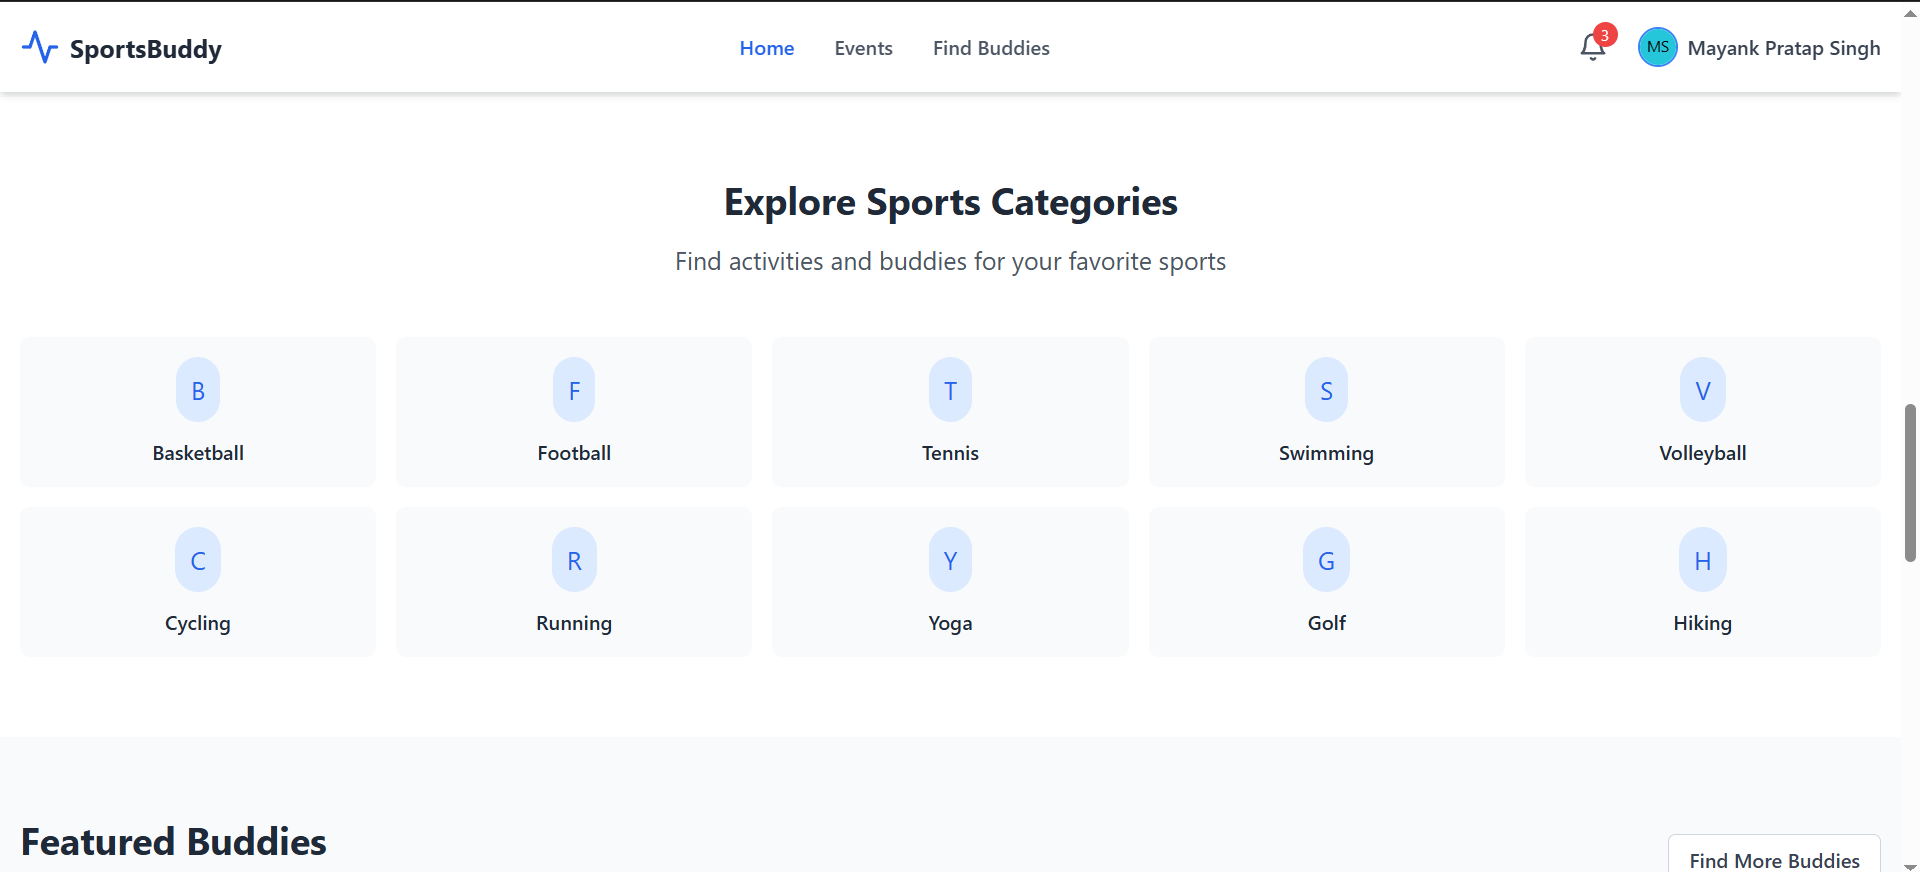 SportsBuddy
Home Events Find Buddies
3
MS Mayank Pratap Singh
Explore Sports Categories
Find activities and buddies for your favorite sports
B
Basketball
F
Football
T
Tennis
S
Swimming
V
Volleyball
C
Cycling
R
Running
Y
Yoga
G
Golf
H
Hiking
Featured Buddies
Find More Buddies